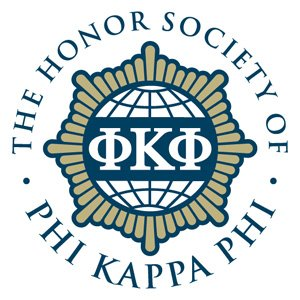 · THE HONOR SOCIETY OF ·
ΦΚΦ
PHI KAPPA PHI